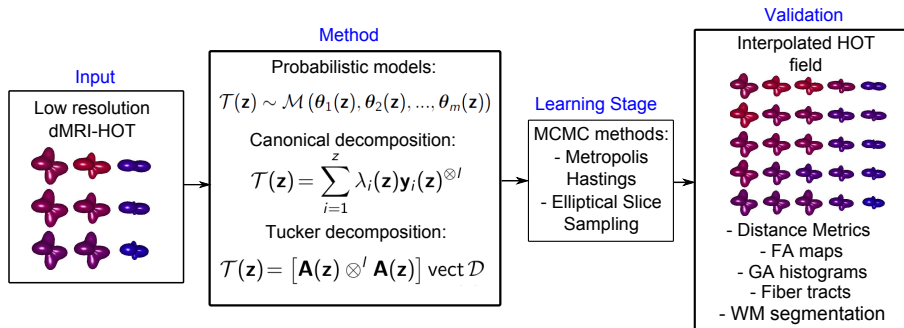 Input
Low resolution
dMRI-HOT
Method
Probabilistic models:
𝒯(𝐳) ∼ ℳ (𝜽₁(𝐳), 𝜽₂(𝐳), ..., 𝜽ₘ(𝐳))
Canonical decomposition:
𝒯(𝐳) = ∑_{i=1}^{z} λᵢ(𝐳)𝐲ᵢ(𝐳)^{⊗l}
Tucker decomposition:
𝒯(𝐳) = [𝐀(𝐳) ⊗^l 𝐀(𝐳)] vect 𝒟
Learning Stage
MCMC methods:
- Metropolis
Hastings
- Elliptical Slice
Sampling
Validation
Interpolated HOT
field
- Distance Metrics
- FA maps
- GA histograms
- Fiber tracts
- WM segmentation